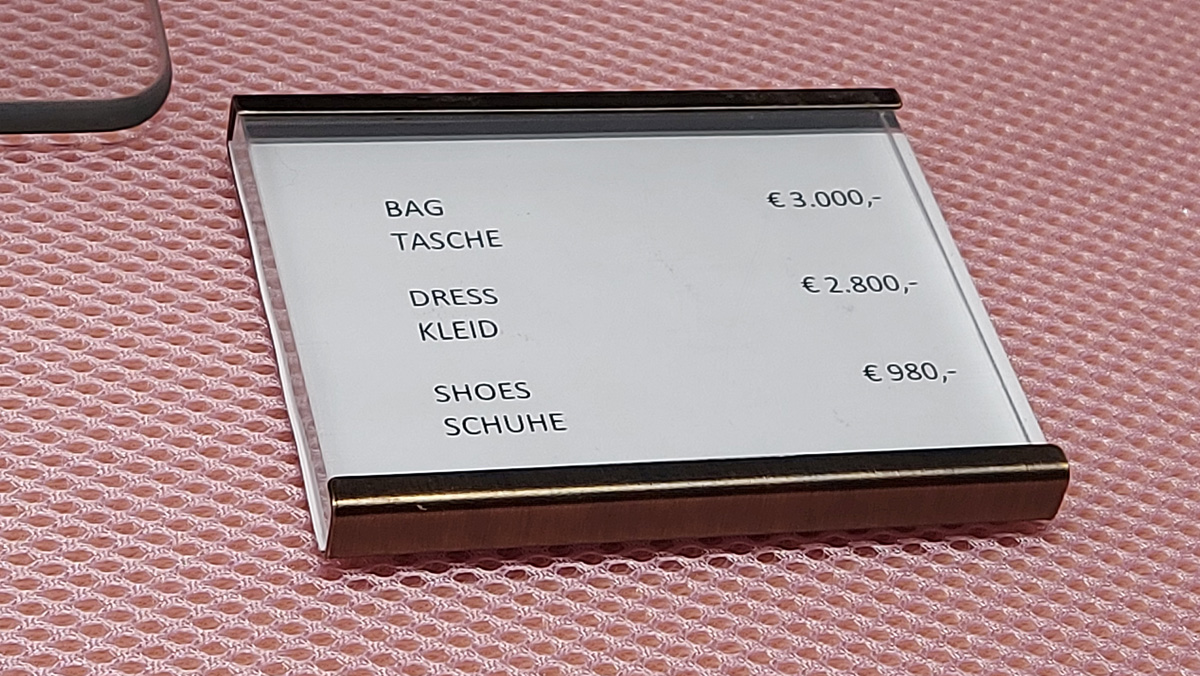 BAG € 3.000,-
TASCHE
DRESS € 2.800,-
KLEID
SHOES € 980,-
SCHUHE